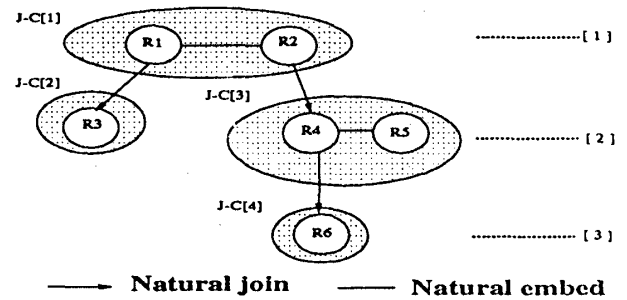 J-C[1]
R1 R2 [1]
J-C[2]
J-C[3]
R3
R4 R5 [2]
J-C[4]
R6 [3]
Natural join Natural embed